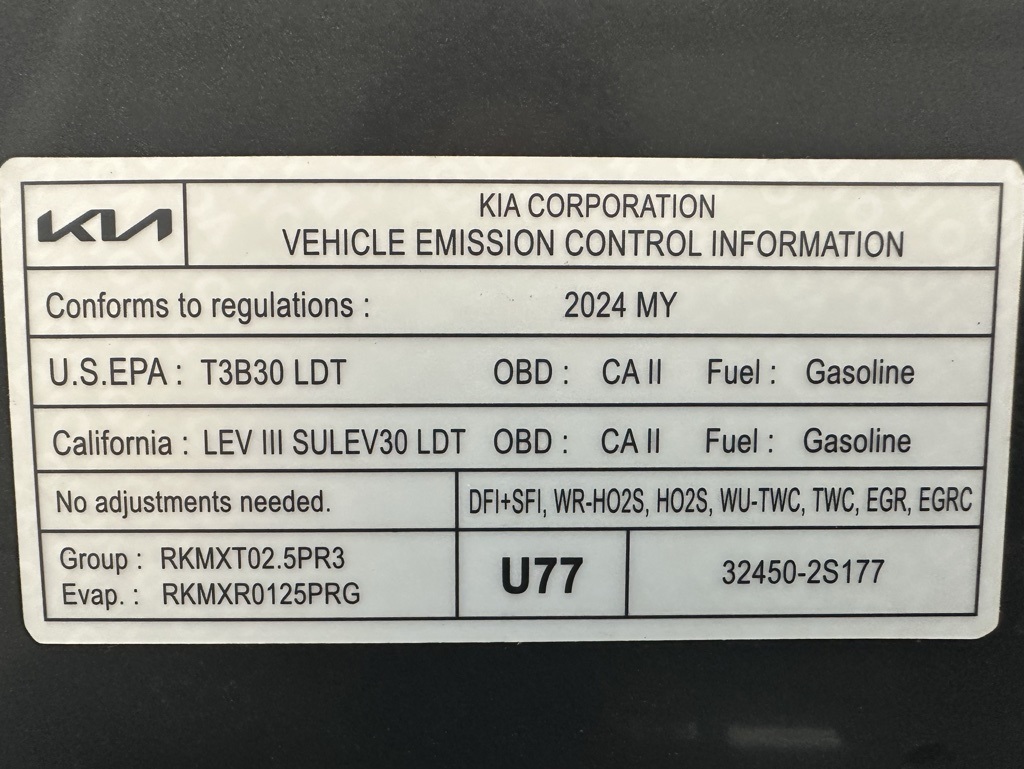 KIA
KIA CORPORATION
VEHICLE EMISSION CONTROL INFORMATION
Conforms to regulations : 2024 MY
U.S.EPA : T3B30 LDT OBD : CA II Fuel : Gasoline
California : LEV III SULEV30 LDT OBD : CA II Fuel : Gasoline
No adjustments needed. DFI+SFI, WR-HO2S, HO2S, WU-TWC, TWC, EGR, EGRC
Group : RKMXT02.5PR3
Evap. : RKMXR0125PRG
U77
32450-2S177